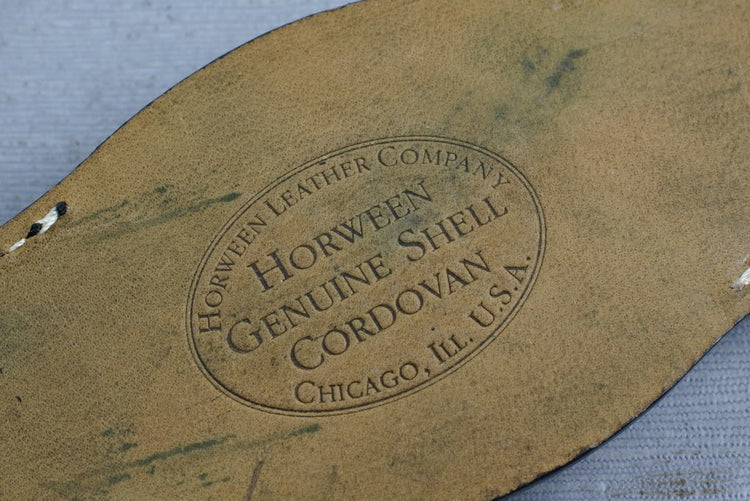 HORWEEN LEATHER COMPANY
HORWEEN
GENUINE SHELL
CORDOVAN
CHICAGO, ILL. U.S.A.